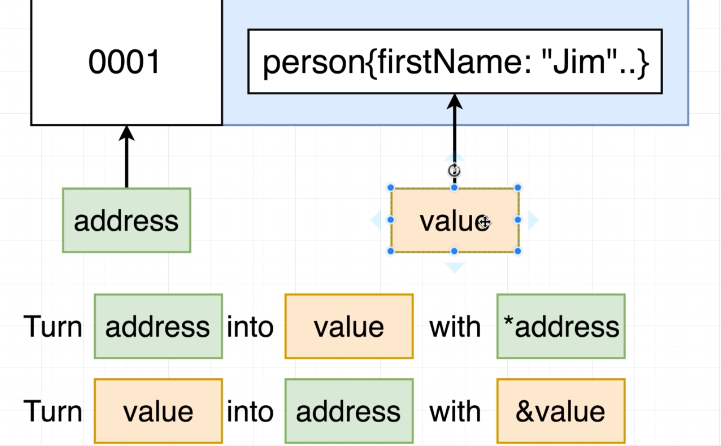 0001 person{firstName: "Jim"..}
address value
Turn address into value with *address
Turn value into address with &value